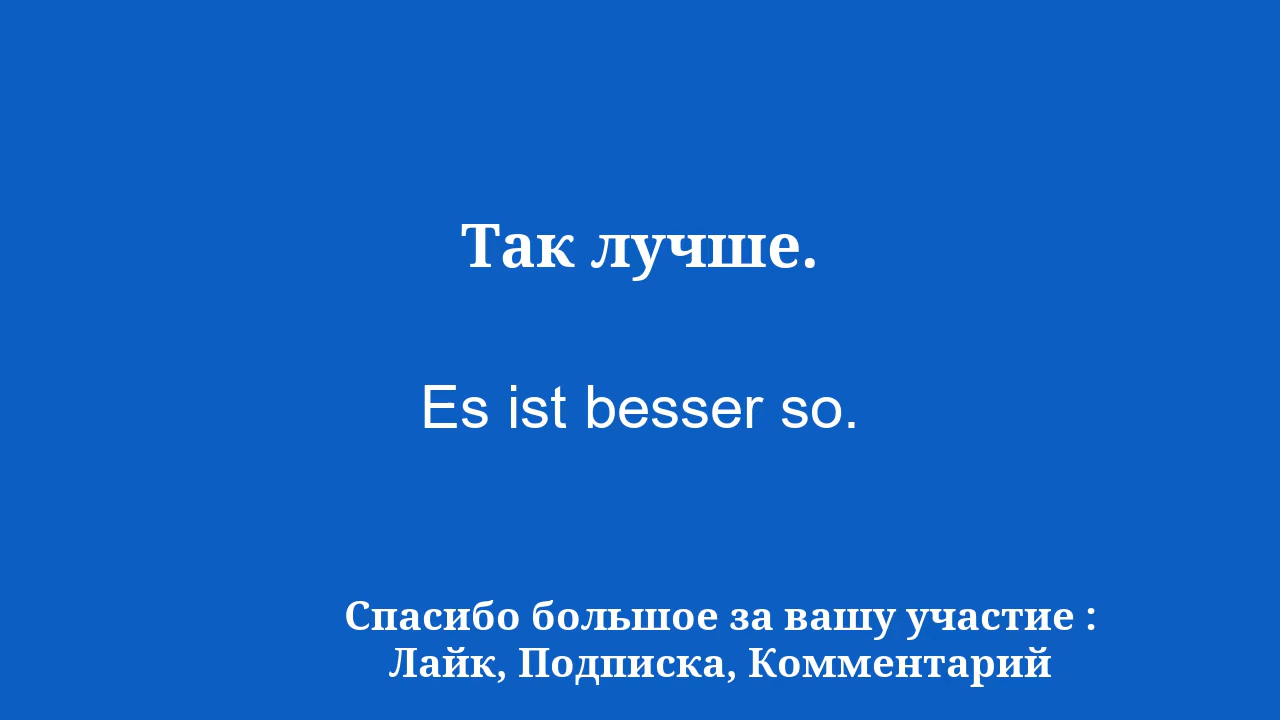 Так лучше.
Es ist besser so.
Спасибо большое за вашу участие :
Лайк, Подписка, Комментарий